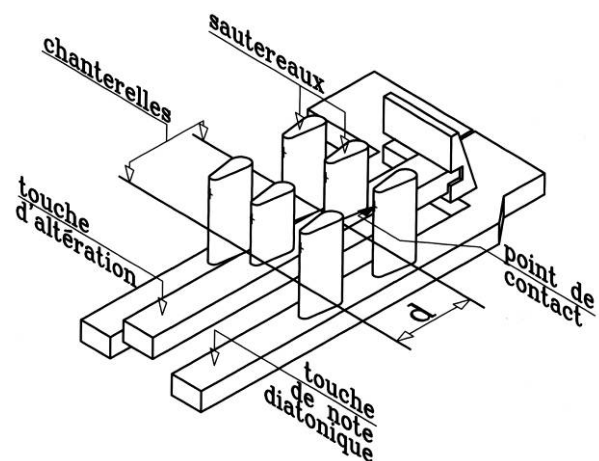 sautereaux
chanterelles
touche
d'altération
point de
contact
d
touche
de note
diatonique